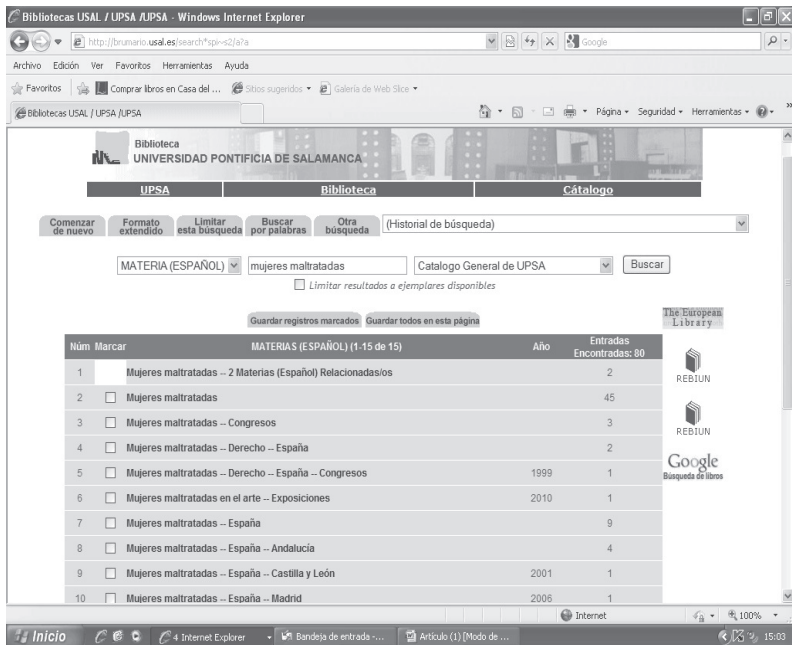 Bibliotecas USAL / UPSA /UPSA - Windows Internet Explorer
http://brumario.usal.es/search*spi~s2/a?a
Google
Archivo Edición Ver Favoritos Herramientas Ayuda
Favoritos Comprar libros en Casa del ... Sitios sugeridos Galería de Web Slice
Bibliotecas USAL / UPSA /UPSA Página Seguridad Herramientas
Biblioteca
UNIVERSIDAD PONTIFICIA DE SALAMANCA
UPSA Biblioteca Cátalogo
Comenzar de nuevo Formato extendido Limitar esta búsqueda Buscar por palabras Otra búsqueda (Historial de búsqueda)
MATERIA (ESPAÑOL) mujeres maltratadas Catalogo General de UPSA Buscar
Limitar resultados a ejemplares disponibles
Guardar registros marcados Guardar todos en esta página
The European Library
Núm Marcar MATERIAS (ESPAÑOL) (1-15 de 15) Año Entradas Encontradas: 80
1 Mujeres maltratadas -- 2 Materias (Español) Relacionadas/os 2
REBIUN
2 Mujeres maltratadas 45
3 Mujeres maltratadas -- Congresos 3
REBIUN
4 Mujeres maltratadas -- Derecho -- España 2
Google
Búsqueda de libros
5 Mujeres maltratadas -- Derecho -- España -- Congresos 1999 1
6 Mujeres maltratadas en el arte -- Exposiciones 2010 1
7 Mujeres maltratadas -- España 9
8 Mujeres maltratadas -- España -- Andalucía 4
9 Mujeres maltratadas -- España -- Castilla y León 2001 1
10 Mujeres maltratadas -- España -- Madrid 2006 1
Internet 100%
Inicio 4 Internet Explorer Bandeja de entrada -... Artículo (1) [Modo de ... 15:03